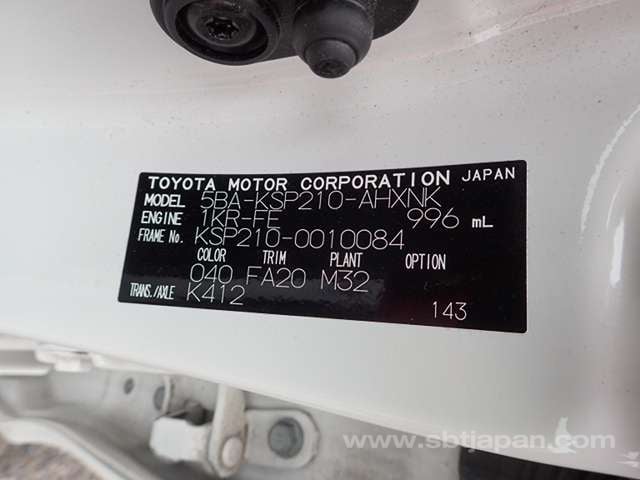 TOYOTA MOTOR CORPORATION JAPAN
MODEL 5BA-KSP210-AHXNK
ENGINE 1KR-FE 996 mL
FRAME No. KSP210-0010084
COLOR TRIM PLANT OPTION
040 FA20 M32
TRANS./AXLE K412
143
www.sbtjapan.com